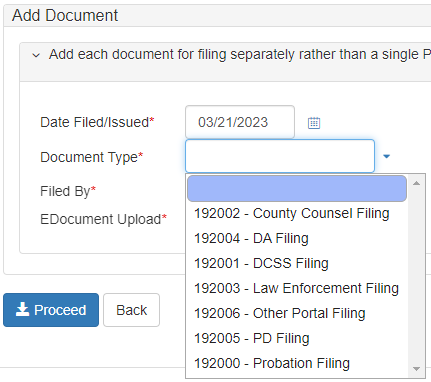 Add Document
Add each document for filing separately rather than a single P
Date Filed/Issued* 03/21/2023
Document Type*
Filed By*
EDocument Upload*
192002 - County Counsel Filing
192004 - DA Filing
192001 - DCSS Filing
192003 - Law Enforcement Filing
192006 - Other Portal Filing
192005 - PD Filing
192000 - Probation Filing
Proceed Back